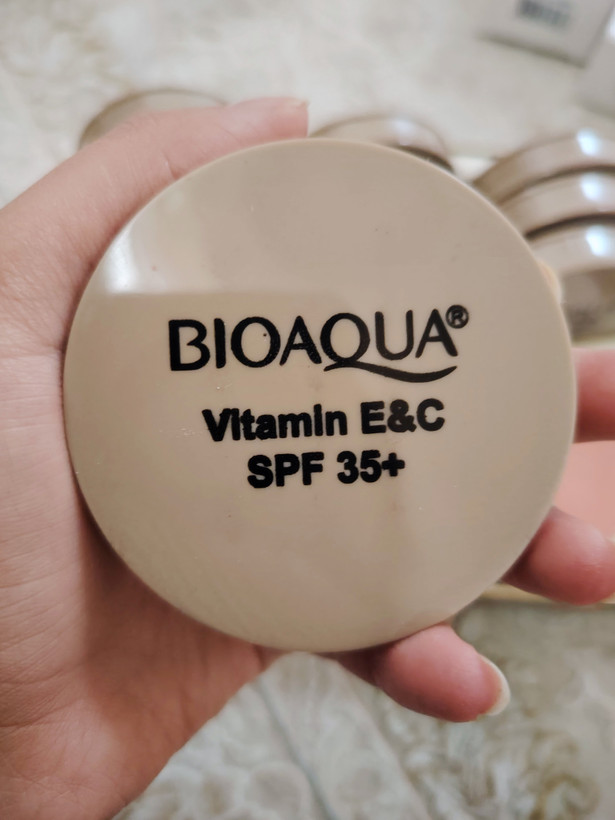 BIOAQUA®
Vitamin E&C
SPF 35+